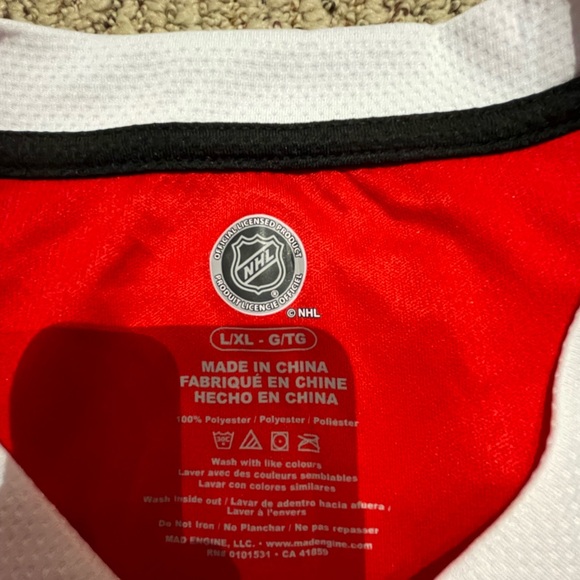 OFFICIAL LICENSED PRODUCT
NHL
®
PRODUIT LICENCIÉ OFFICIEL
© NHL
L/XL - G/TG
MADE IN CHINA
FABRIQUÉ EN CHINE
HECHO EN CHINA
100% Polyester / Polyester / Poliéster
30C
Wash with like colours
Laver avec des couleurs semblables
Lavar con colores similares
Wash inside out / Lavar de adentro hacia afuera /
Laver à l'envers
Do Not Iron / No Planchar / No pas repasser
MAD ENGINE, LLC. • www.madengine.com
RN# 0101531 - CA 41859